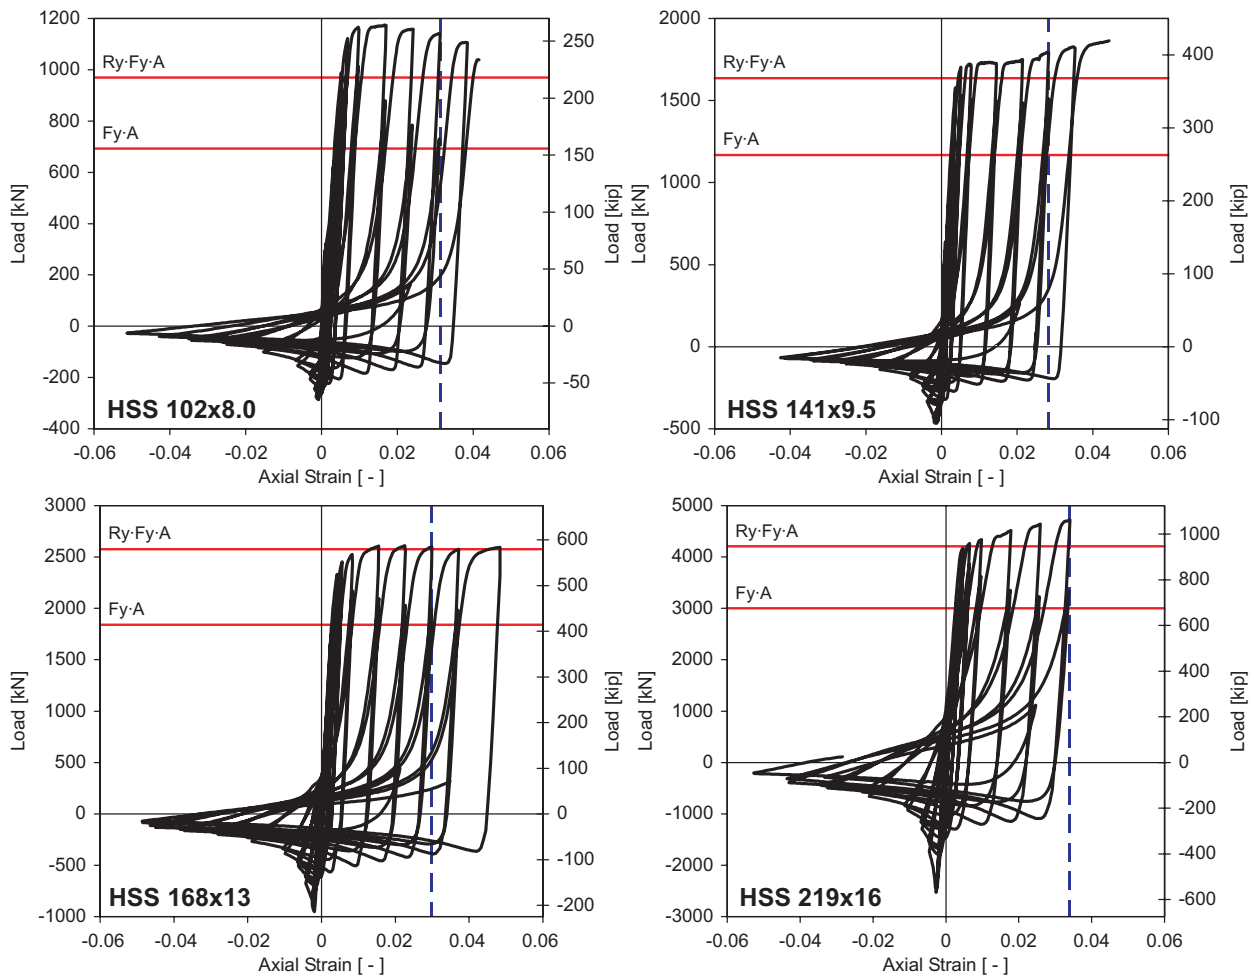 1200
1000
800
600
400
200
0
-200
-400
Load [kN]
Ry·Fy·A
Fy·A
HSS 102x8.0
250
200
150
100
50
0
-50
Load [kip]
-0.06 -0.04 -0.02 0 0.02 0.04 0.06
Axial Strain [ - ]
2000
1500
1000
500
0
-500
Load [kN]
Ry·Fy·A
Fy·A
HSS 141x9.5
400
300
200
100
0
-100
Load [kip]
-0.06 -0.04 -0.02 0 0.02 0.04 0.06
Axial Strain [ - ]
3000
2500
2000
1500
1000
500
0
-500
-1000
Load [kN]
Ry·Fy·A
Fy·A
HSS 168x13
600
500
400
300
200
100
0
-100
-200
Load [kip]
-0.06 -0.04 -0.02 0 0.02 0.04 0.06
Axial Strain [ - ]
5000
4000
3000
2000
1000
0
-1000
-2000
-3000
Load [kN]
Ry·Fy·A
Fy·A
HSS 219x16
1000
800
600
400
200
0
-200
-400
-600
Load [kip]
-0.06 -0.04 -0.02 0 0.02 0.04 0.06
Axial Strain [ - ]